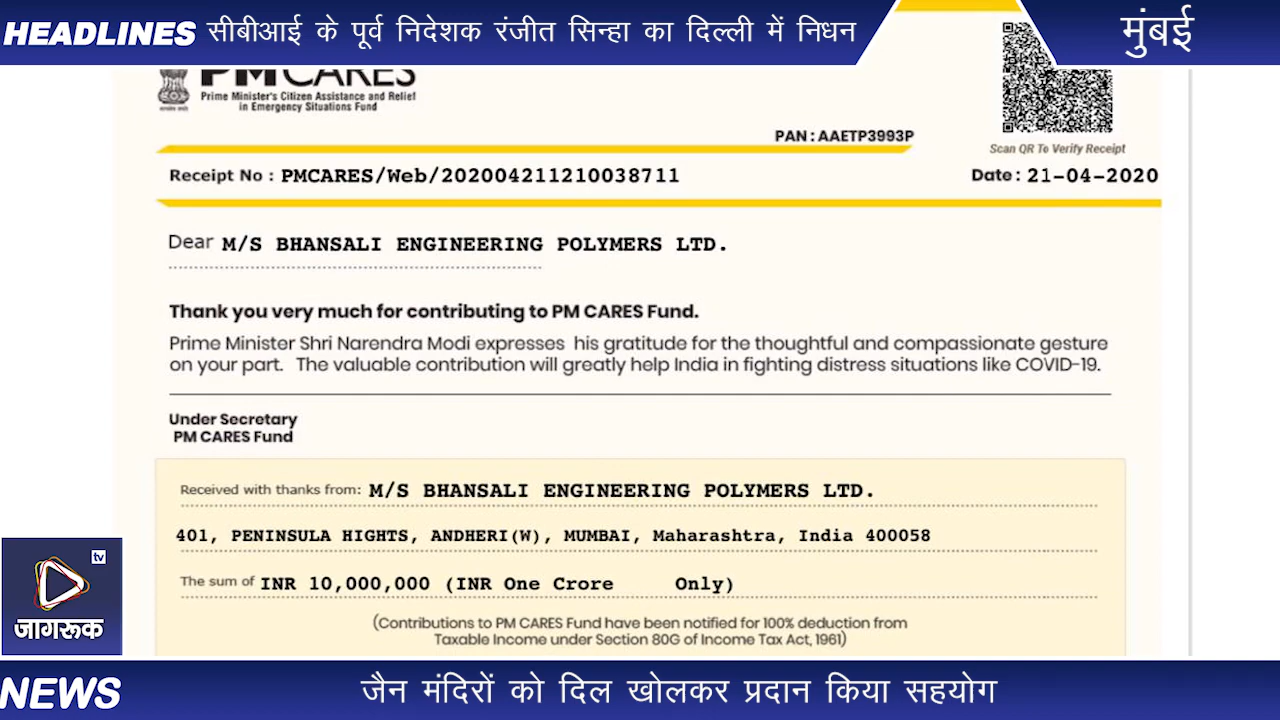 HEADLINES सीबीआई के पूर्व निदेशक रंजीत सिन्हा का दिल्ली में निधन
मुंबई
PM CARES
Prime Minister's Citizen Assistance and Relief
in Emergency Situations Fund
PAN : AAETP3993P
Scan QR To Verify Receipt
Receipt No : PMCARES/Web/202004211210038711
Date : 21-04-2020
Dear M/S BHANSALI ENGINEERING POLYMERS LTD.
Thank you very much for contributing to PM CARES Fund.
Prime Minister Shri Narendra Modi expresses his gratitude for the thoughtful and compassionate gesture
on your part. The valuable contribution will greatly help India in fighting distress situations like COVID-19.
Under Secretary
PM CARES Fund
Received with thanks from: M/S BHANSALI ENGINEERING POLYMERS LTD.
401, PENINSULA HIGHTS, ANDHERI(W), MUMBAI, Maharashtra, India 400058
The sum of INR 10,000,000 (INR One Crore Only)
(Contributions to PM CARES Fund have been notified for 100% deduction from
Taxable Income under Section 80G of Income Tax Act, 1961)
tv
जागरूक
NEWS जैन मंदिरों को दिल खोलकर प्रदान किया सहयोग